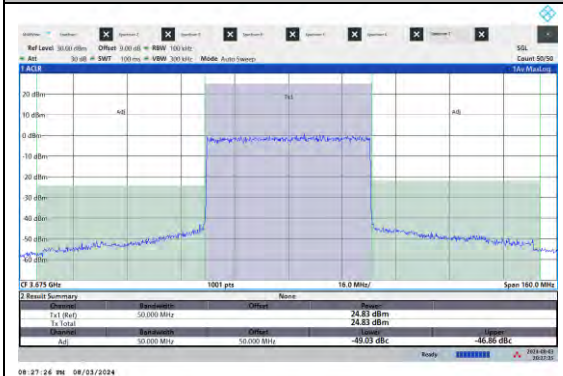 Ref Level 30.00 dBm Offset 9.00 dB RBW 100 kHz SGL
Att 30 dB SWT 100 ms VBW 300 kHz Mode Auto Sweep Count 50/50
1 ACLR 1Av MaxLog
Tx1
20 dBm
Adj Adj
10 dBm
0 dBm
-10 dBm
-20 dBm
-30 dBm
-40 dBm
-50 dBm
-60 dBm
CF 3.675 GHz 1001 pts 16.0 MHz/ Span 160.0 MHz
2 Result Summary None
Channel Bandwidth Offset Power
Tx1 (Ref) 50.000 MHz 24.83 dBm
Tx Total 24.83 dBm
Channel Bandwidth Offset Lower Upper
Adj 50.000 MHz 50.000 MHz -49.03 dBc -46.86 dBc
Ready 2024-08-03
08:27:26 PM 08/03/2024